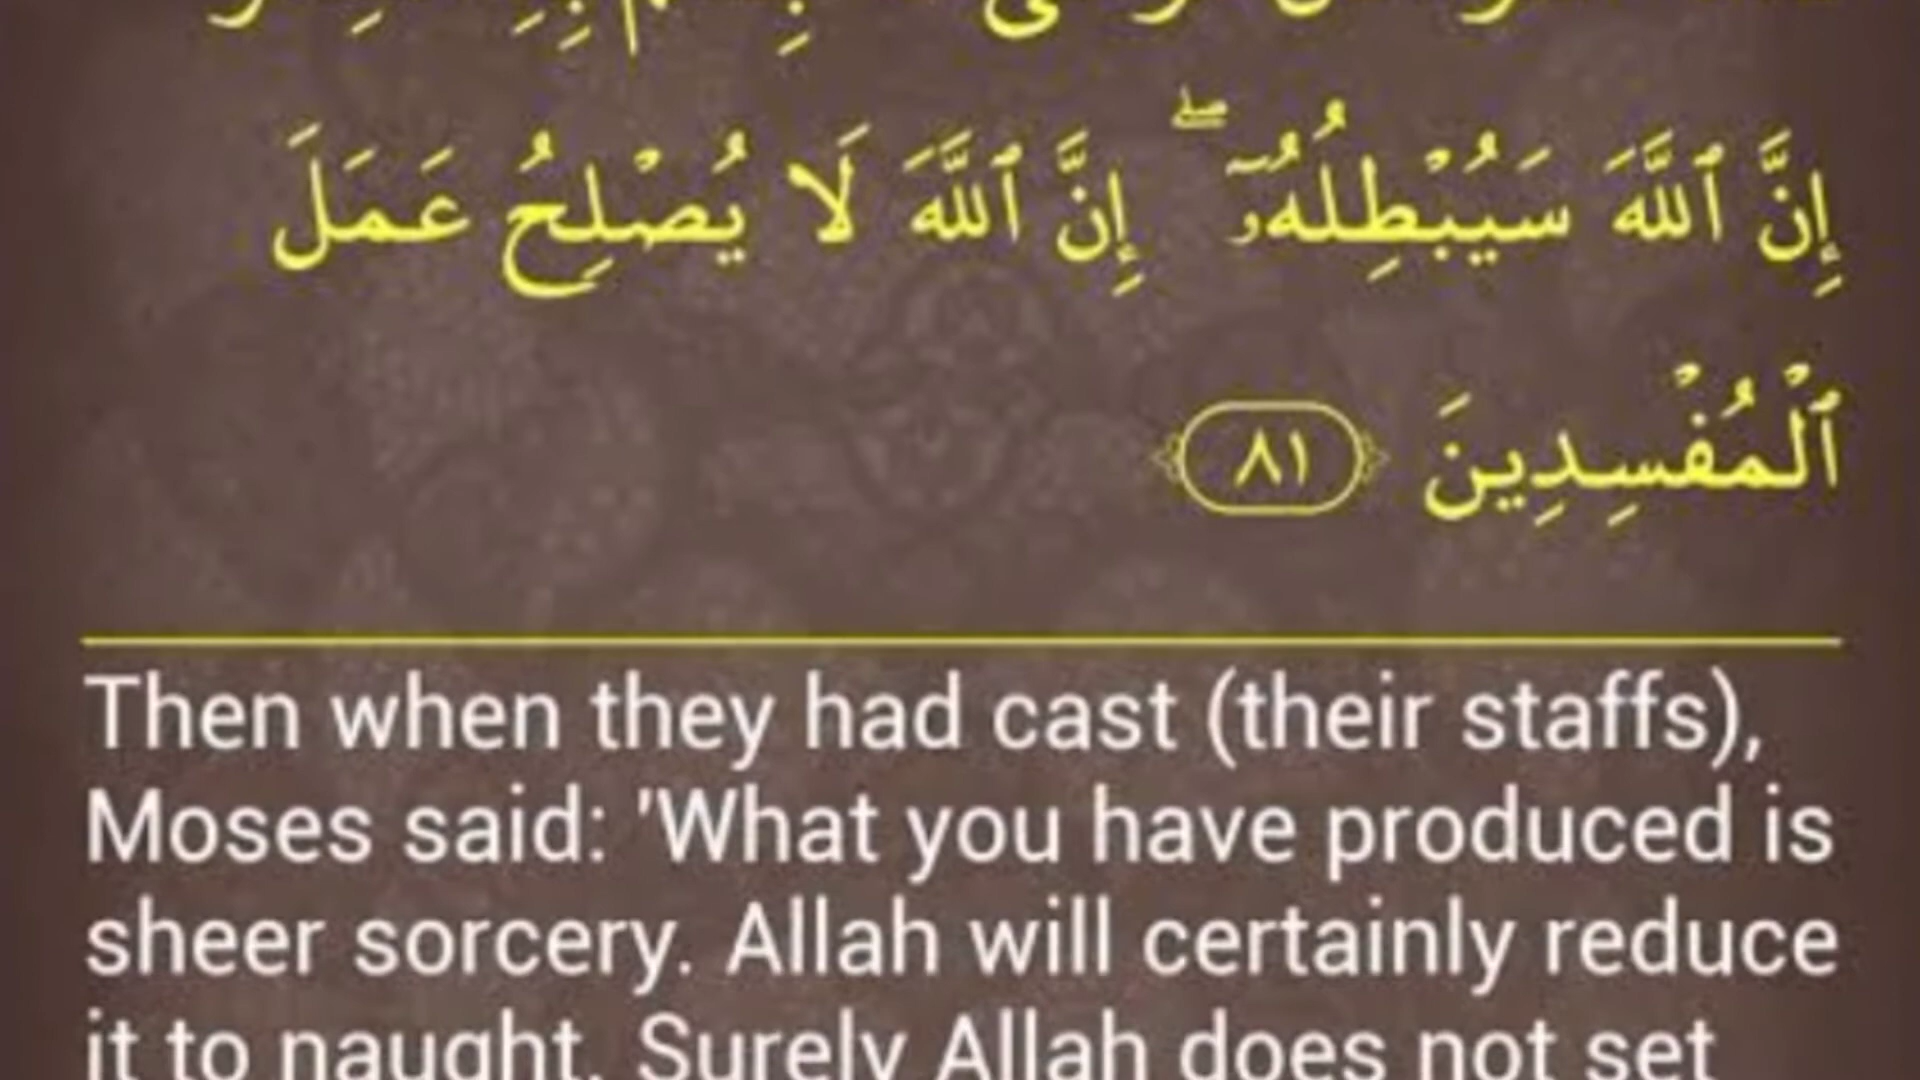 إِنَّ ٱللَّهَ سَيُبْطِلُهُۥٓ ۖ إِنَّ ٱللَّهَ لَا يُصْلِحُ عَمَلَ
ٱلْمُفْسِدِينَ ٨١
Then when they had cast (their staffs),
Moses said: 'What you have produced is
sheer sorcery. Allah will certainly reduce
it to naught. Surely Allah does not set